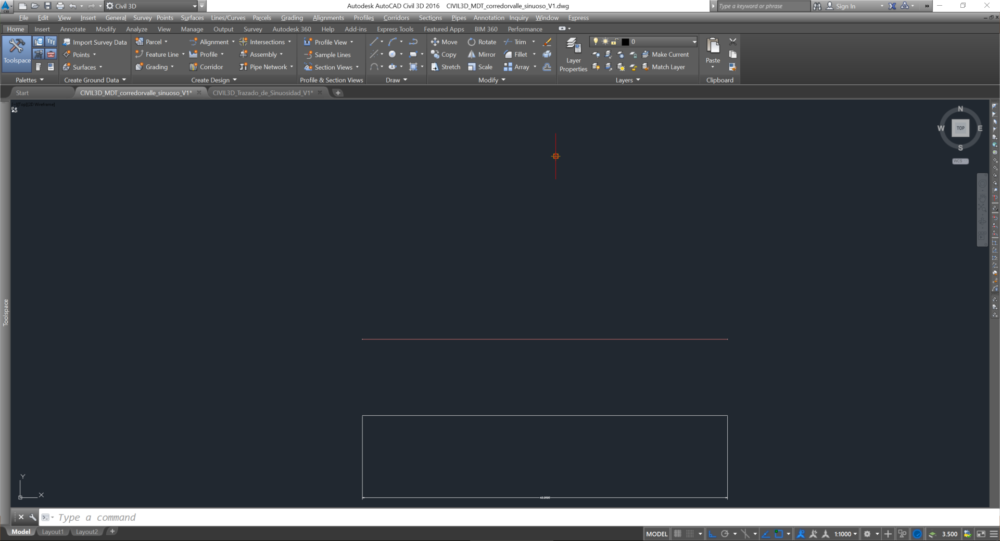 Civil 3D
Autodesk AutoCAD Civil 3D 2016 CIVIL3D_MDT_corredorvalle_sinuoso_V1.dwg
Type a keyword or phrase
Sign In
File Edit View Insert General Survey Points Surfaces Lines/Curves Parcels Grading Alignments Profiles Corridors Sections Pipes Annotation Inquiry Window Express
Home Insert Annotate Modify Analyze View Manage Output Survey Autodesk 360 Help Add-ins Express Tools Featured Apps BIM 360 Performance
Toolspace
Import Survey Data
Points
Surfaces
Parcel
Feature Line
Grading
Alignment
Profile
Corridor
Intersections
Assembly
Pipe Network
Profile View
Sample Lines
Section Views
Move
Copy
Stretch
Rotate
Mirror
Scale
Trim
Fillet
Array
Layer
Properties
0
Make Current
Match Layer
Paste
Palettes
Create Ground Data
Create Design
Profile & Section Views
Draw
Modify
Layers
Clipboard
Start
CIVIL3D_MDT_corredorvalle_sinuoso_V1*
CIVIL3D_Trazado_de_Sinuosidad_V1*
[-][Top][2D Wireframe]
N
W
TOP
E
S
WCS
Toolspace
Y
X
40.0000
Type a command
Model
Layout1
Layout2
MODEL
1:1000
3.500